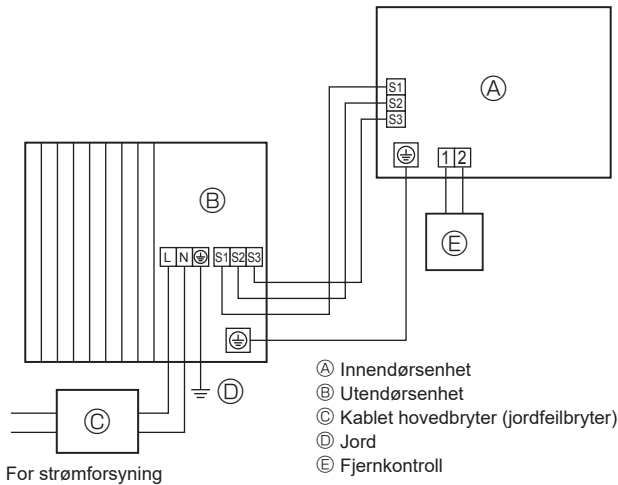 S1
S2
S3
Ⓐ
1 2
Ⓑ
Ⓔ
L N S1 S2 S3
Ⓓ
Ⓒ
For strømforsyning
Ⓐ Innendørsenhet
Ⓑ Utendørsenhet
Ⓒ Kablet hovedbryter (jordfeilbryter)
Ⓓ Jord
Ⓔ Fjernkontroll